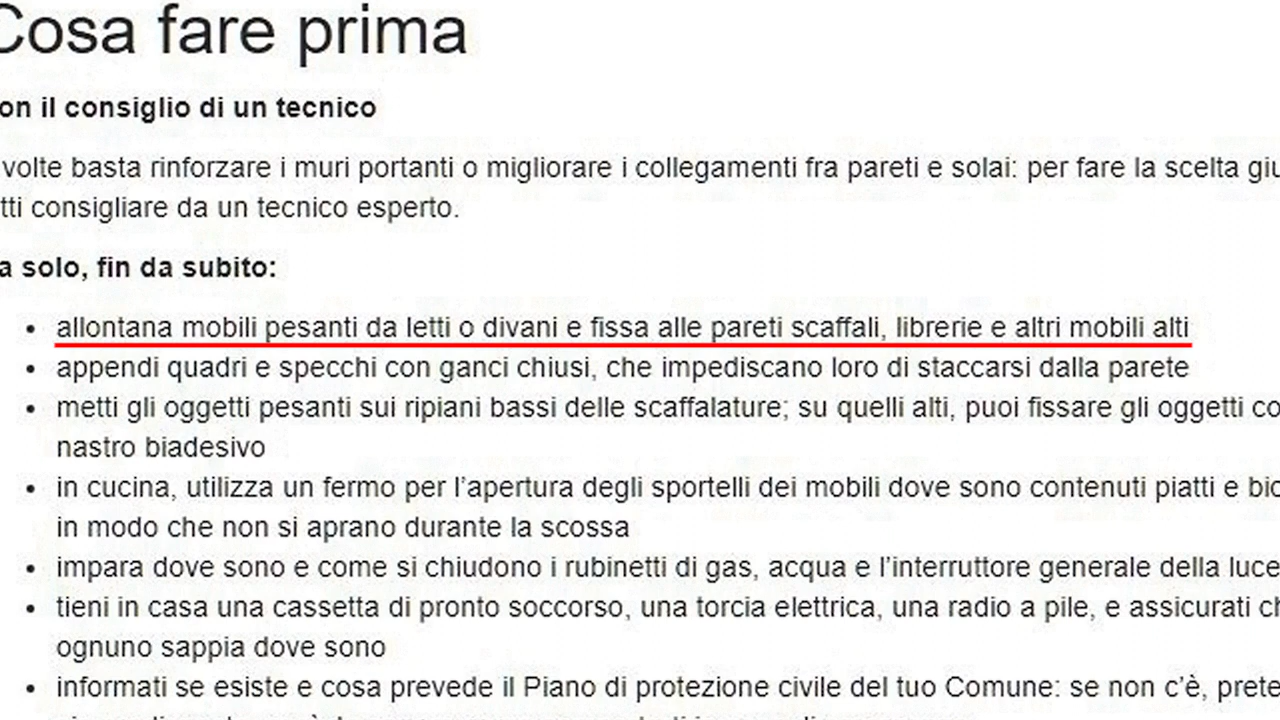 Cosa fare prima
on il consiglio di un tecnico
volte basta rinforzare i muri portanti o migliorare i collegamenti fra pareti e solai: per fare la scelta giu
tti consigliare da un tecnico esperto.
a solo, fin da subito:
• allontana mobili pesanti da letti o divani e fissa alle pareti scaffali, librerie e altri mobili alti
• appendi quadri e specchi con ganci chiusi, che impediscano loro di staccarsi dalla parete
• metti gli oggetti pesanti sui ripiani bassi delle scaffalature; su quelli alti, puoi fissare gli oggetti co
nastro biadesivo
• in cucina, utilizza un fermo per l’apertura degli sportelli dei mobili dove sono contenuti piatti e bic
in modo che non si aprano durante la scossa
• impara dove sono e come si chiudono i rubinetti di gas, acqua e l’interruttore generale della luce
• tieni in casa una cassetta di pronto soccorso, una torcia elettrica, una radio a pile, e assicurati ch
ognuno sappia dove sono
• informati se esiste e cosa prevede il Piano di protezione civile del tuo Comune: se non c’è, prete